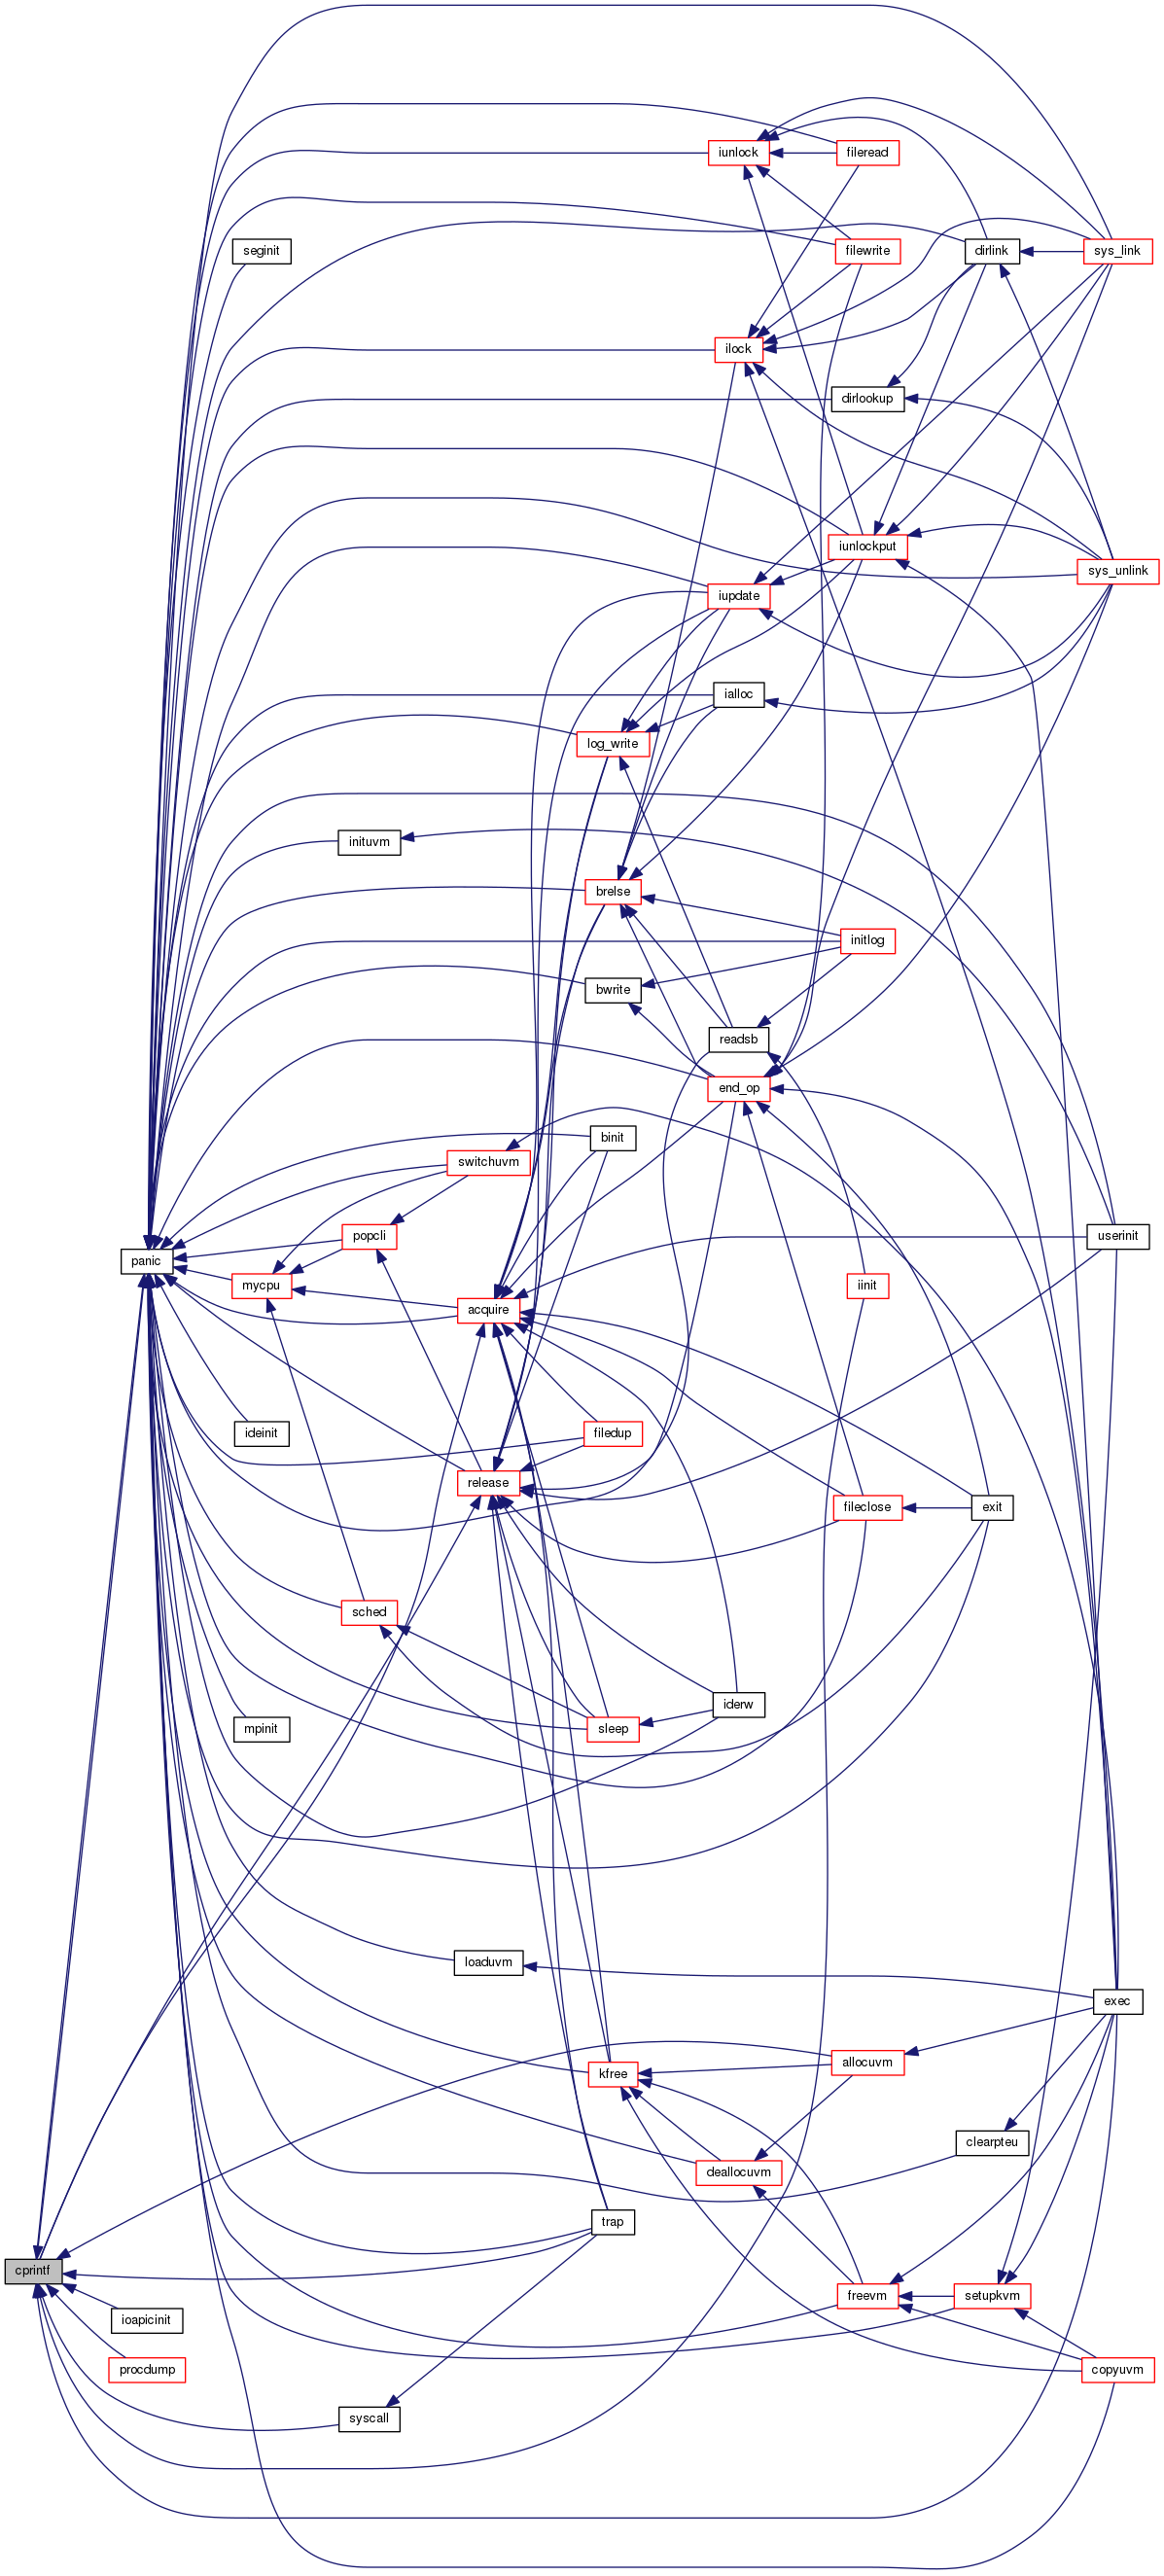 iunlock
fileread
seginit
filewrite
dirlink
sys_link
ilock
dirlookup
iunlockput
sys_unlink
iupdate
ialloc
log_write
inituvm
brelse
initlog
bwrite
readsb
end_op
binit
switchuvm
popcli
userinit
panic
mycpu
iinit
acquire
ideinit
filedup
release
fileclose
exit
sched
iderw
mpinit
sleep
loaduvm
exec
allocuvm
kfree
clearpteu
deallocuvm
trap
cprintf
freevm
setupkvm
ioapicinit
procdump
copyuvm
syscall